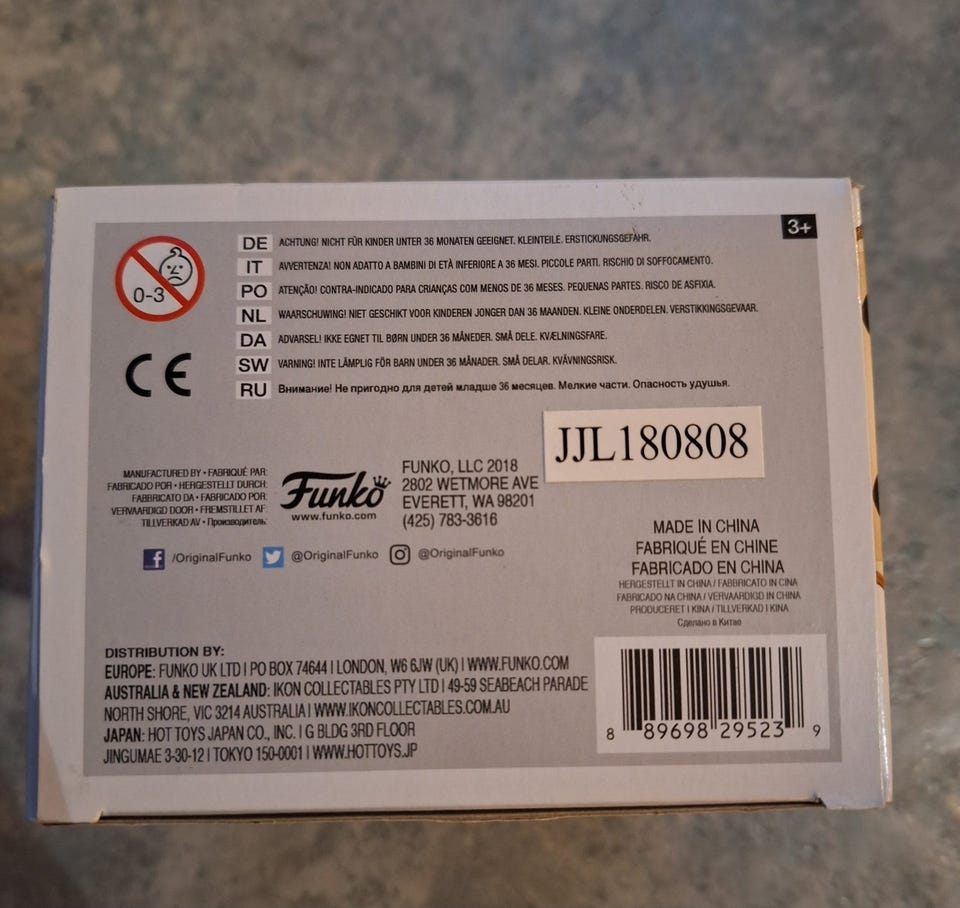 3+
0-3
DE ACHTUNG! NICHT FÜR KINDER UNTER 36 MONATEN GEEIGNET. KLEINTEILE. ERSTICKUNGSGEFAHR.
IT AVVERTENZA! NON ADATTO A BAMBINI DI ETÀ INFERIORE A 36 MESI. PICCOLE PARTI. RISCHIO DI SOFFOCAMENTO.
PO ATENÇÃO! CONTRA-INDICADO PARA CRIANÇAS COM MENOS DE 36 MESES. PEQUENAS PARTES. RISCO DE ASFIXIA.
NL WAARSCHUWING! NIET GESCHIKT VOOR KINDEREN JONGER DAN 36 MAANDEN. KLEINE ONDERDELEN. VERSTIKKINGSGEVAAR.
DA ADVARSEL! IKKE EGNET TIL BØRN UNDER 36 MÅNEDER. SMÅ DELE. KVÆLNINGSFARE.
SW VARNING! INTE LÄMPLIG FÖR BARN UNDER 36 MÅNADER. SMÅ DELAR. KVÄVNINGSRISK.
RU Внимание! Не пригодно для детей младше 36 месяцев. Мелкие части. Опасность удушья.
CE
JJL180808
MANUFACTURED BY • FABRIQUÉ PAR:
FABRICADO POR • HERGESTELLT DURCH:
FABBRICATO DA • FABRICADO POR:
VERVAARDIGD DOOR • FREMSTILLET AF:
TILLVERKAD AV • Производитель:
Funko
www.funko.com
FUNKO, LLC 2018
2802 WETMORE AVE
EVERETT, WA 98201
(425) 783-3616
f /OriginalFunko @OriginalFunko @OriginalFunko
MADE IN CHINA
FABRIQUÉ EN CHINE
FABRICADO EN CHINA
HERGESTELLT IN CHINA / FABBRICATO IN CINA
FABRICADO NA CHINA / VERVAARDIGD IN CHINA
PRODUCERET I KINA / TILLVERKAD I KINA
Сделано в Китае
DISTRIBUTION BY:
EUROPE: FUNKO UK LTD | PO BOX 74644 | LONDON, W6 6JW (UK) | WWW.FUNKO.COM
AUSTRALIA & NEW ZEALAND: IKON COLLECTABLES PTY LTD | 49-59 SEABEACH PARADE
NORTH SHORE, VIC 3214 AUSTRALIA | WWW.IKONCOLLECTABLES.COM.AU
JAPAN: HOT TOYS JAPAN CO., INC. | G BLDG 3RD FLOOR
JINGUMAE 3-30-12 | TOKYO 150-0001 | WWW.HOTTOYS.JP
8 89698 29523 9